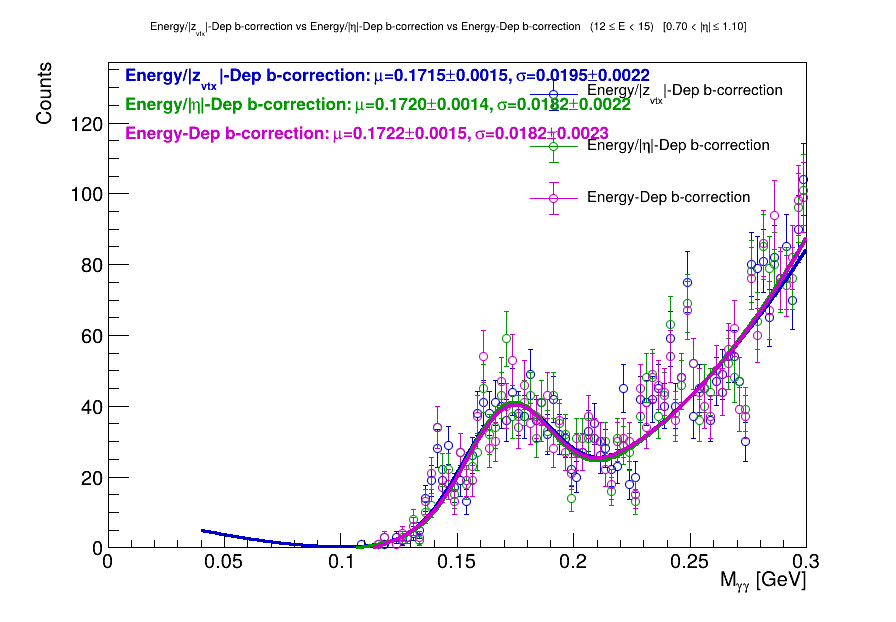 Energy/|z_vtx|-Dep b-correction vs Energy/|η|-Dep b-correction vs Energy-Dep b-correction (12 ≤ E < 15) [0.70 < |η| ≤ 1.10]
Counts
Energy/|z_vtx|-Dep b-correction: μ=0.1715±0.0015, σ=0.0195±0.0022
Energy/|η|-Dep b-correction: μ=0.1720±0.0014, σ=0.0182±0.0022
Energy-Dep b-correction: μ=0.1722±0.0015, σ=0.0182±0.0023
Energy/|z_vtx|-Dep b-correction
Energy/|η|-Dep b-correction
Energy-Dep b-correction
120
100
80
60
40
20
0
0 0.05 0.1 0.15 0.2 0.25 0.3
M_γγ [GeV]